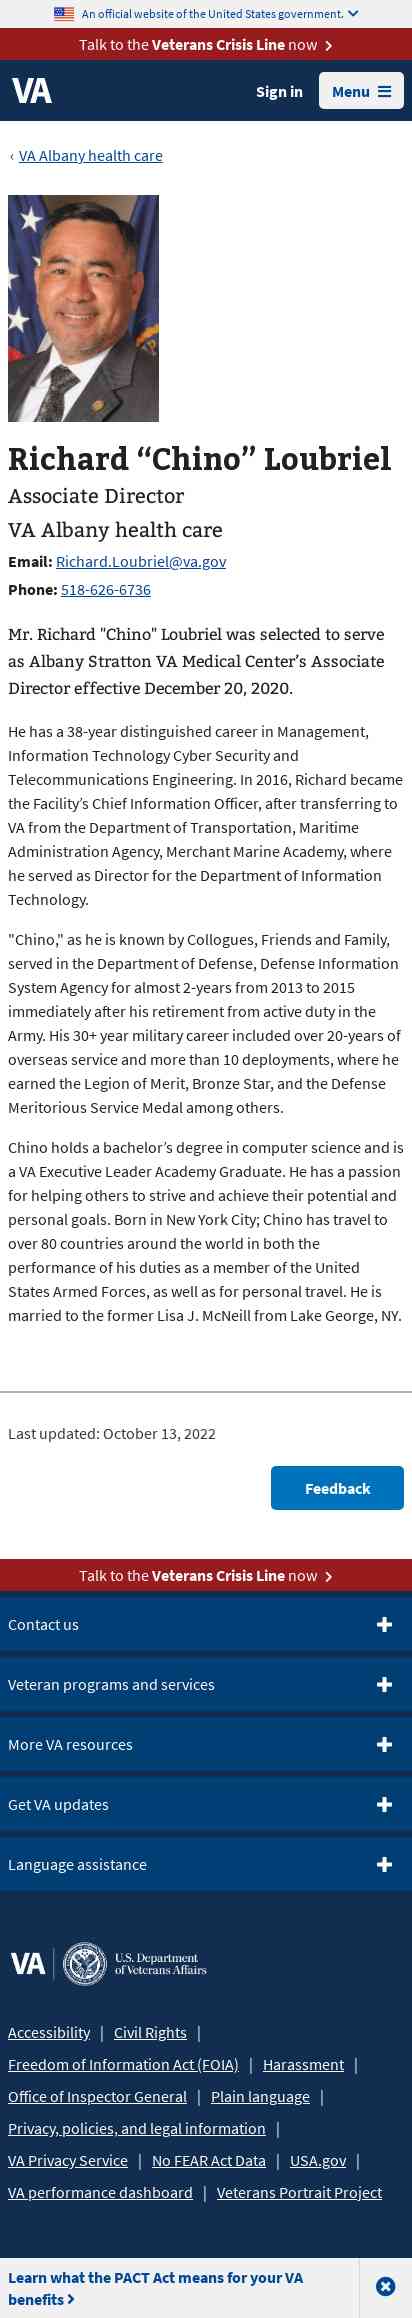 An official website of the United States government.
Talk to the Veterans Crisis Line now
VA
Sign in
Menu
‹ VA Albany health care
Richard “Chino” Loubriel
Associate Director
VA Albany health care
Email: Richard.Loubriel@va.gov
Phone: 518-626-6736
Mr. Richard "Chino" Loubriel was selected to serve
as Albany Stratton VA Medical Center’s Associate
Director effective December 20, 2020.
He has a 38-year distinguished career in Management,
Information Technology Cyber Security and
Telecommunications Engineering. In 2016, Richard became
the Facility’s Chief Information Officer, after transferring to
VA from the Department of Transportation, Maritime
Administration Agency, Merchant Marine Academy, where
he served as Director for the Department of Information
Technology.
"Chino," as he is known by Collogues, Friends and Family,
served in the Department of Defense, Defense Information
System Agency for almost 2-years from 2013 to 2015
immediately after his retirement from active duty in the
Army. His 30+ year military career included over 20-years of
overseas service and more than 10 deployments, where he
earned the Legion of Merit, Bronze Star, and the Defense
Meritorious Service Medal among others.
Chino holds a bachelor’s degree in computer science and is
a VA Executive Leader Academy Graduate. He has a passion
for helping others to strive and achieve their potential and
personal goals. Born in New York City; Chino has travel to
over 80 countries around the world in both the
performance of his duties as a member of the United
States Armed Forces, as well as for personal travel. He is
married to the former Lisa J. McNeill from Lake George, NY.
Last updated: October 13, 2022
Feedback
Talk to the Veterans Crisis Line now
Contact us
Veteran programs and services
More VA resources
Get VA updates
Language assistance
VA | U.S. Department
of Veterans Affairs
Accessibility | Civil Rights |
Freedom of Information Act (FOIA) | Harassment |
Office of Inspector General | Plain language |
Privacy, policies, and legal information |
VA Privacy Service | No FEAR Act Data | USA.gov |
VA performance dashboard | Veterans Portrait Project
Learn what the PACT Act means for your VA
benefits